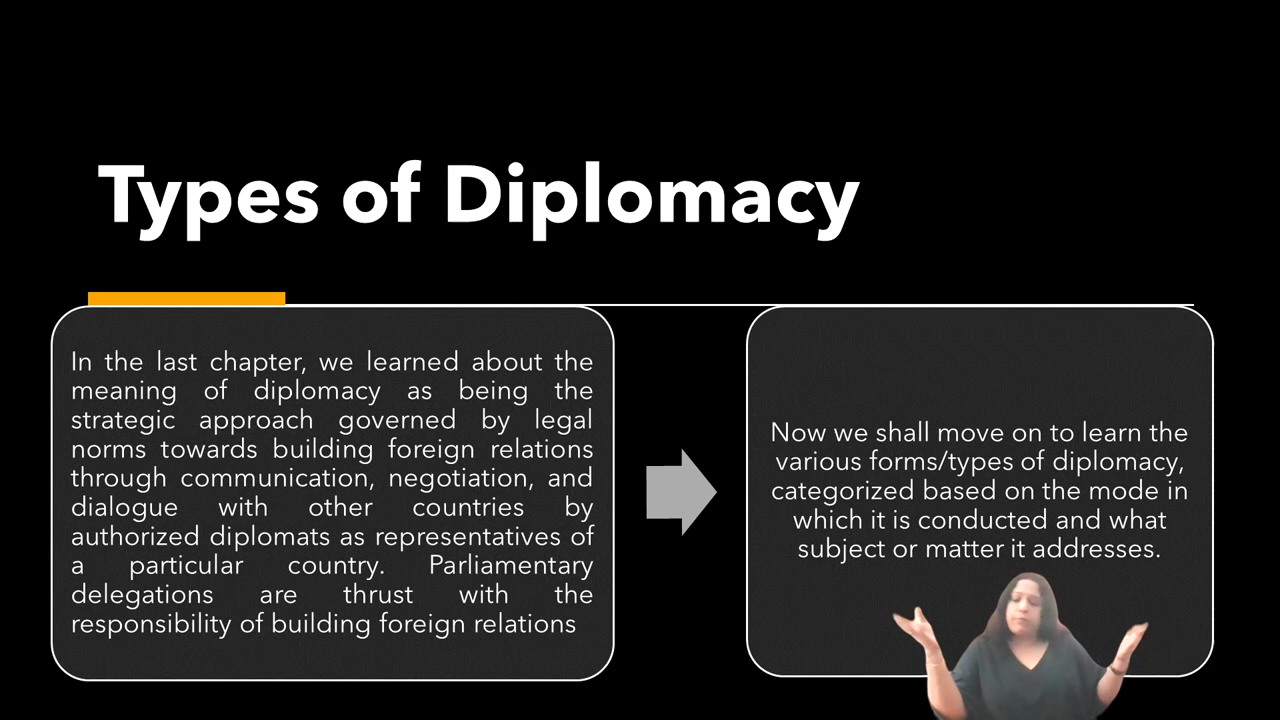 Types of Diplomacy
In the last chapter, we learned about the
meaning of diplomacy as being the
strategic approach governed by legal
norms towards building foreign relations
through communication, negotiation, and
dialogue with other countries by
authorized diplomats as representatives of
a particular country. Parliamentary
delegations are thrust with the
responsibility of building foreign relations
Now we shall move on to learn the
various forms/types of diplomacy,
categorized based on the mode in
which it is conducted and what
subject or matter it addresses.